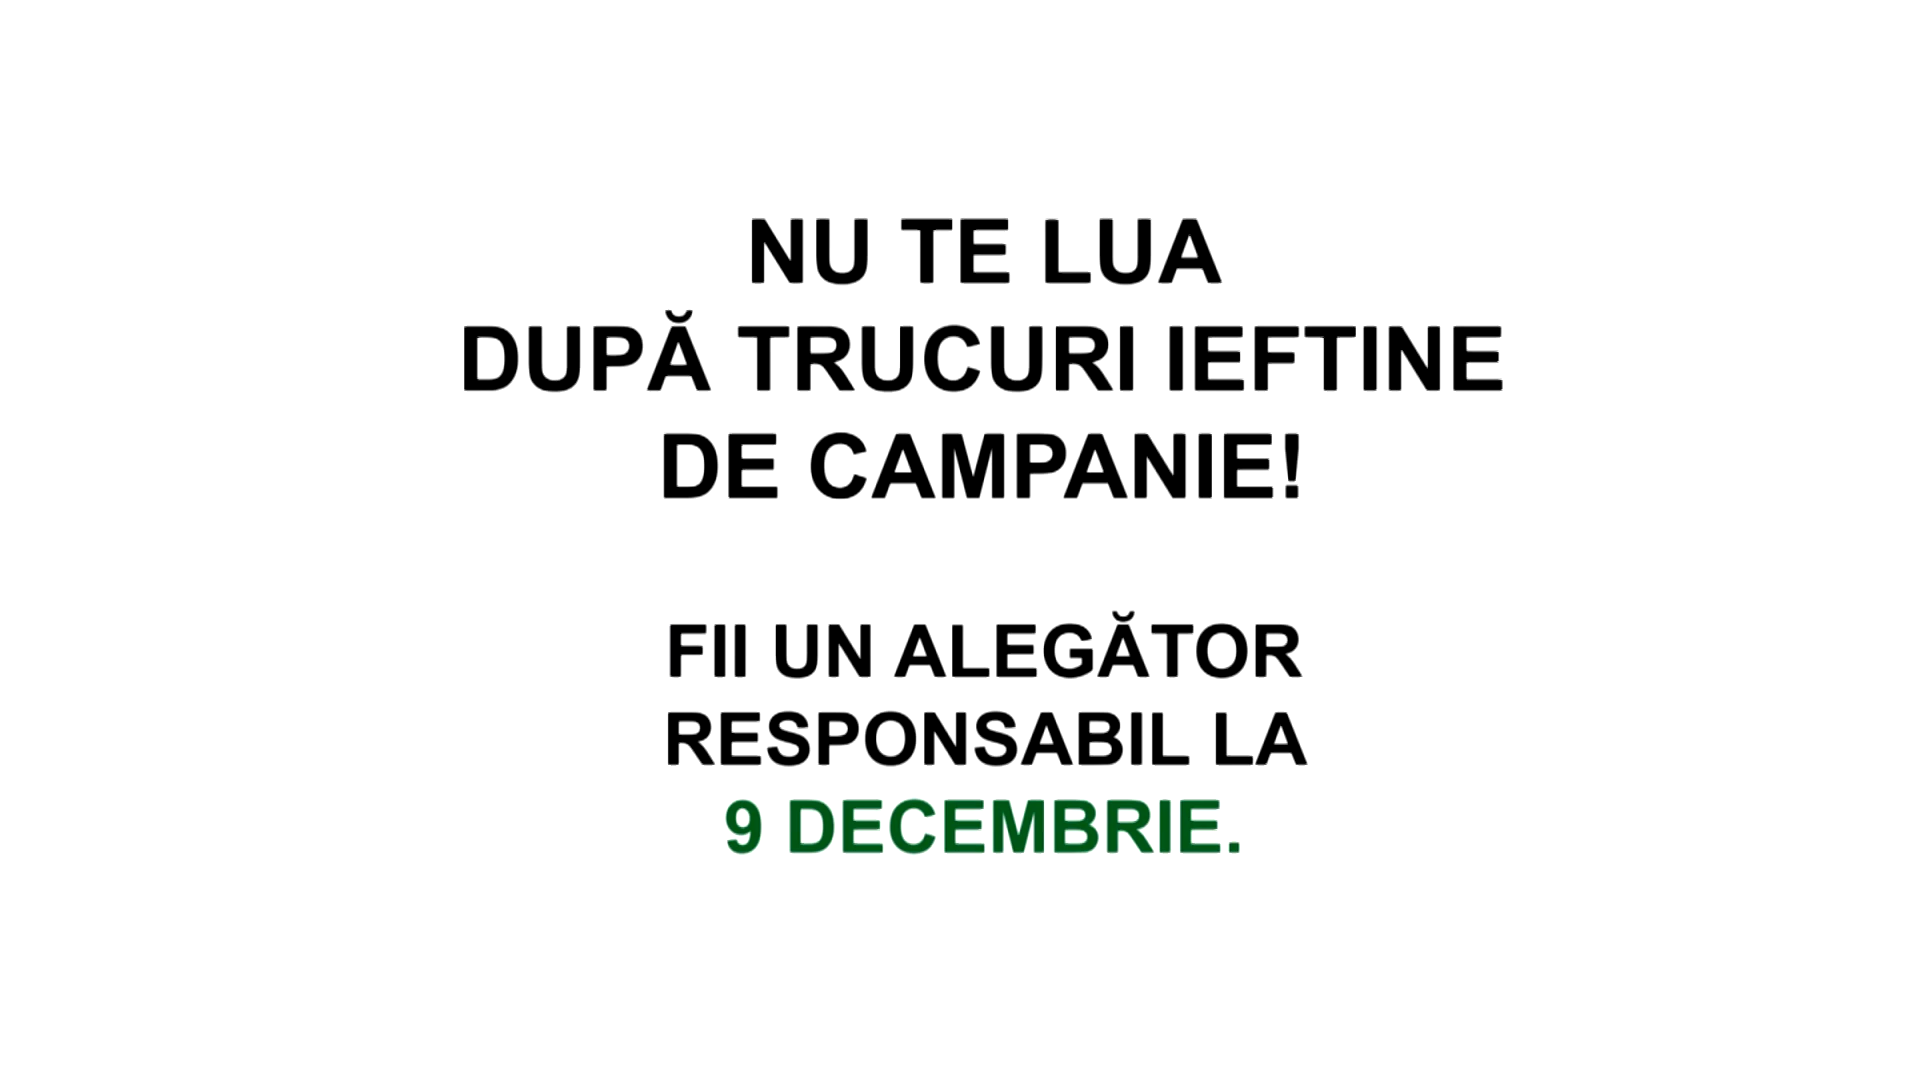 NU TE LUA
DUPĂ TRUCURI IEFTINE
DE CAMPANIE!
FII UN ALEGĂTOR
RESPONSABIL LA
9 DECEMBRIE.